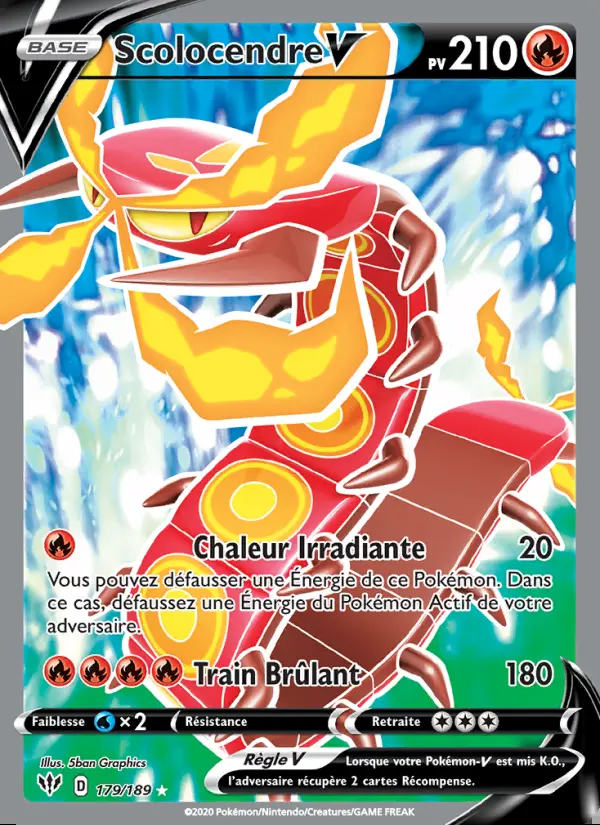 BASE Scolocendre V PV 210
Chaleur Irradiante 20
Vous pouvez défausser une Énergie de ce Pokémon. Dans
ce cas, défaussez une Énergie du Pokémon Actif de votre
adversaire.
Train Brûlant 180
Faiblesse ×2 Résistance Retraite
Illus. 5ban Graphics
Règle V Lorsque votre Pokémon-V est mis K.O.,
l'adversaire récupère 2 cartes Récompense.
D 179/189 ★
©2020 Pokémon/Nintendo/Creatures/GAME FREAK